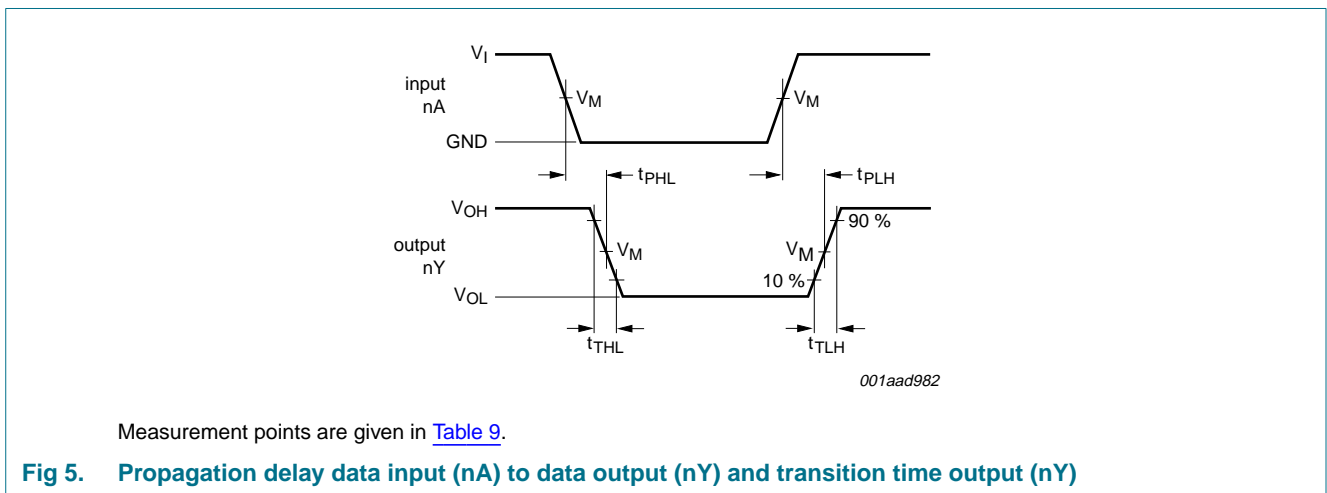 VI
input
nA
VM
VM
GND
tPHL
tPLH
VOH
90 %
output
nY
VM
VM
10 %
VOL
tTHL
tTLH
001aad982
Measurement points are given in Table 9.
Fig 5. Propagation delay data input (nA) to data output (nY) and transition time output (nY)